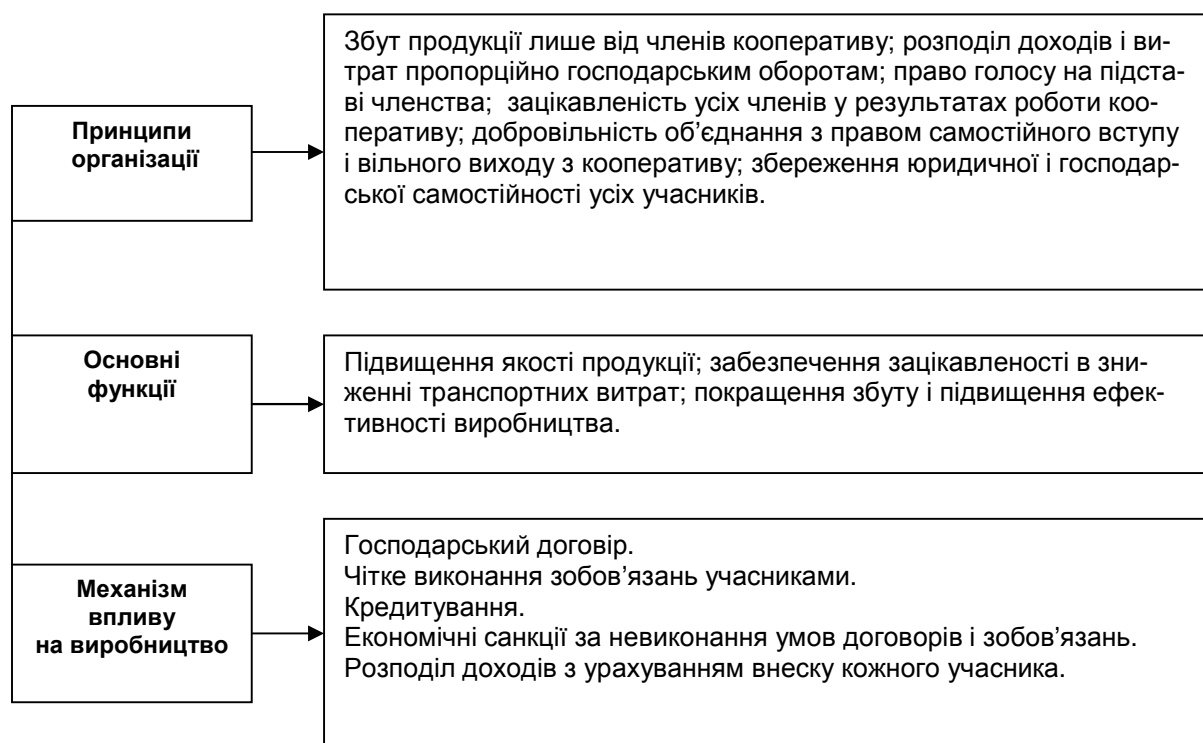 Збут продукції лише від членів кооперативу; розподіл доходів і ви-
трат пропорційно господарським оборотам; право голосу на підста-
ві членства;  зацікавленість усіх членів у результатах роботи коо-
перативу; добровільність об’єднання з правом самостійного вступу
і вільного виходу з кооперативу; збереження юридичної і господар-
ської самостійності усіх учасників.
Принципи
організації
Основні
функції
Підвищення якості продукції; забезпечення зацікавленості в зни-
женні транспортних витрат; покращення збуту і підвищення ефек-
тивності виробництва.
Механізм
впливу
на виробництво
Господарський договір.
Чітке виконання зобов’язань учасниками.
Кредитування.
Економічні санкції за невиконання умов договорів і зобов’язань.
Розподіл доходів з урахуванням внеску кожного учасника.